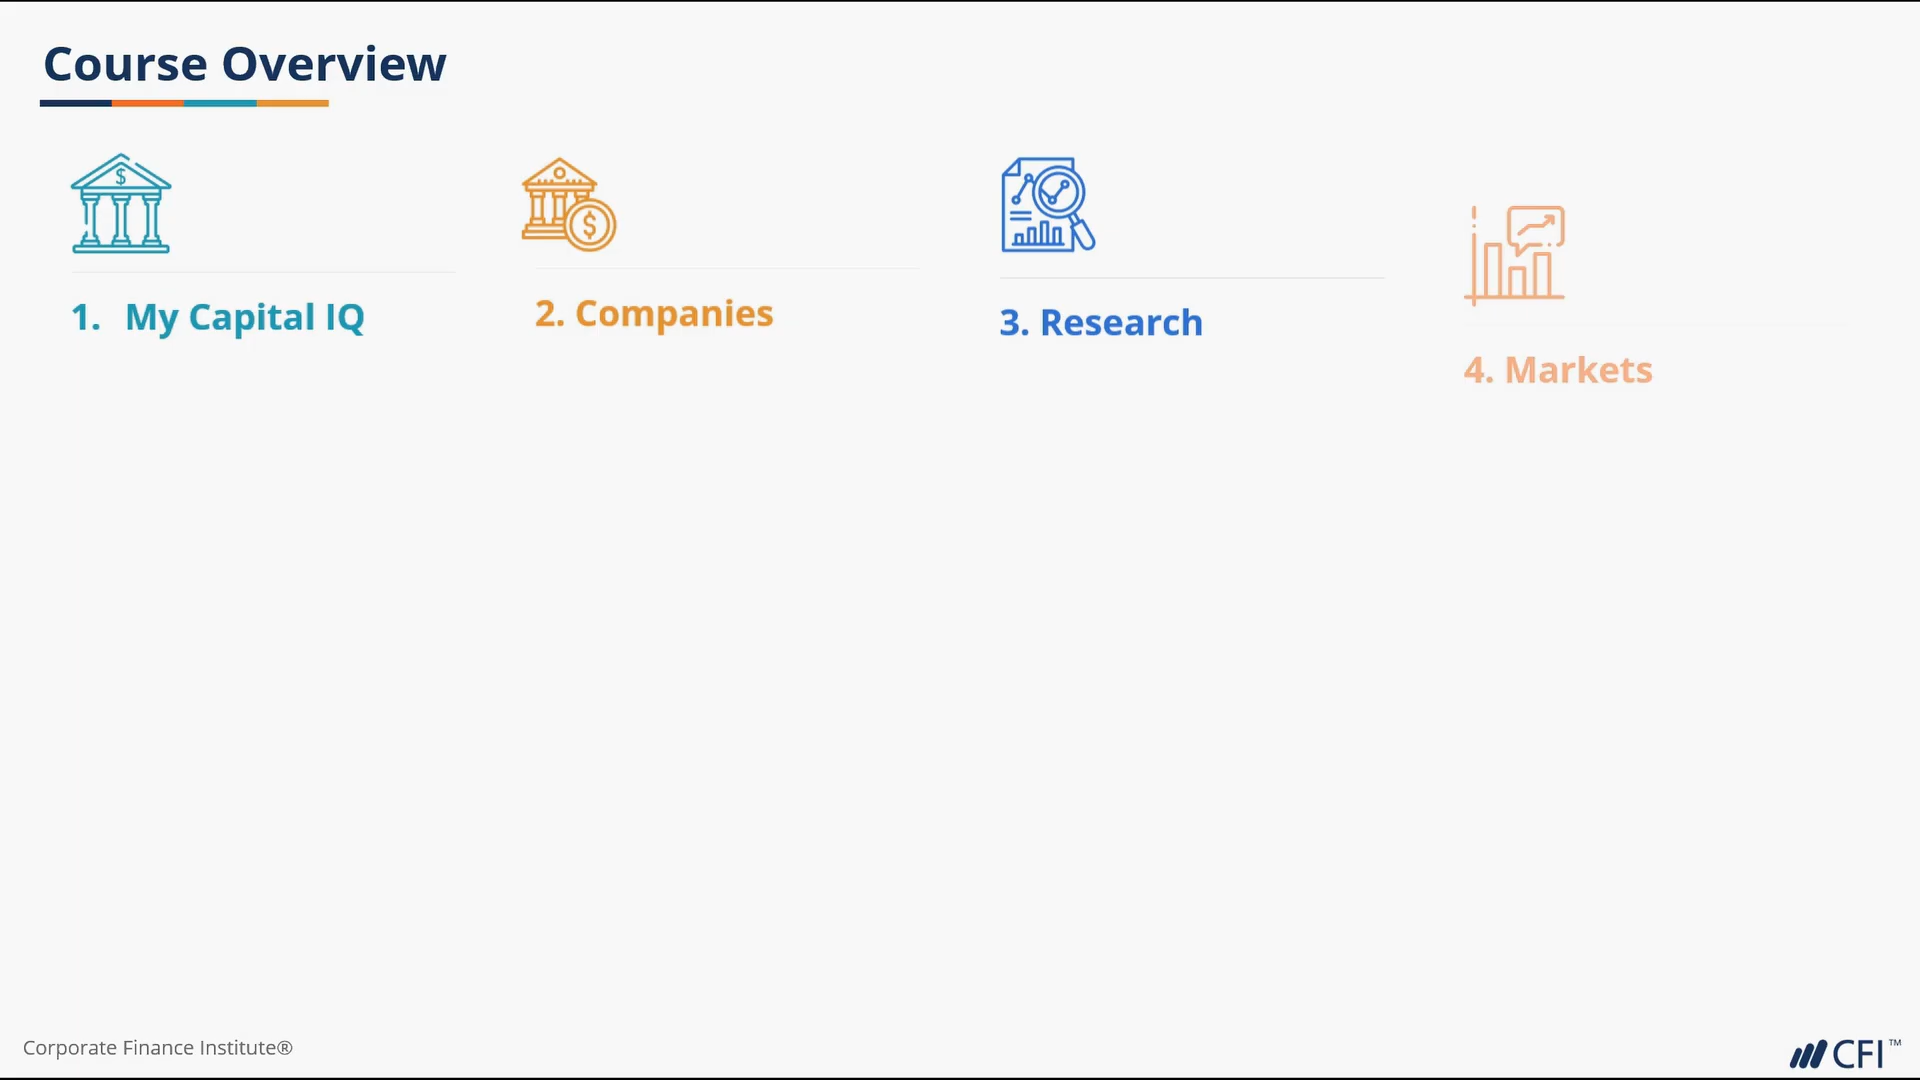 Course Overview
$
$
1. My Capital IQ
2. Companies
3. Research
4. Markets
Corporate Finance Institute®
CFI™